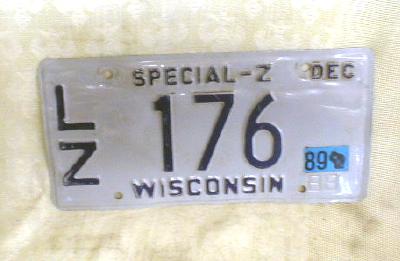 SPECIAL-Z DEC
LZ 176
89
WISCONSIN